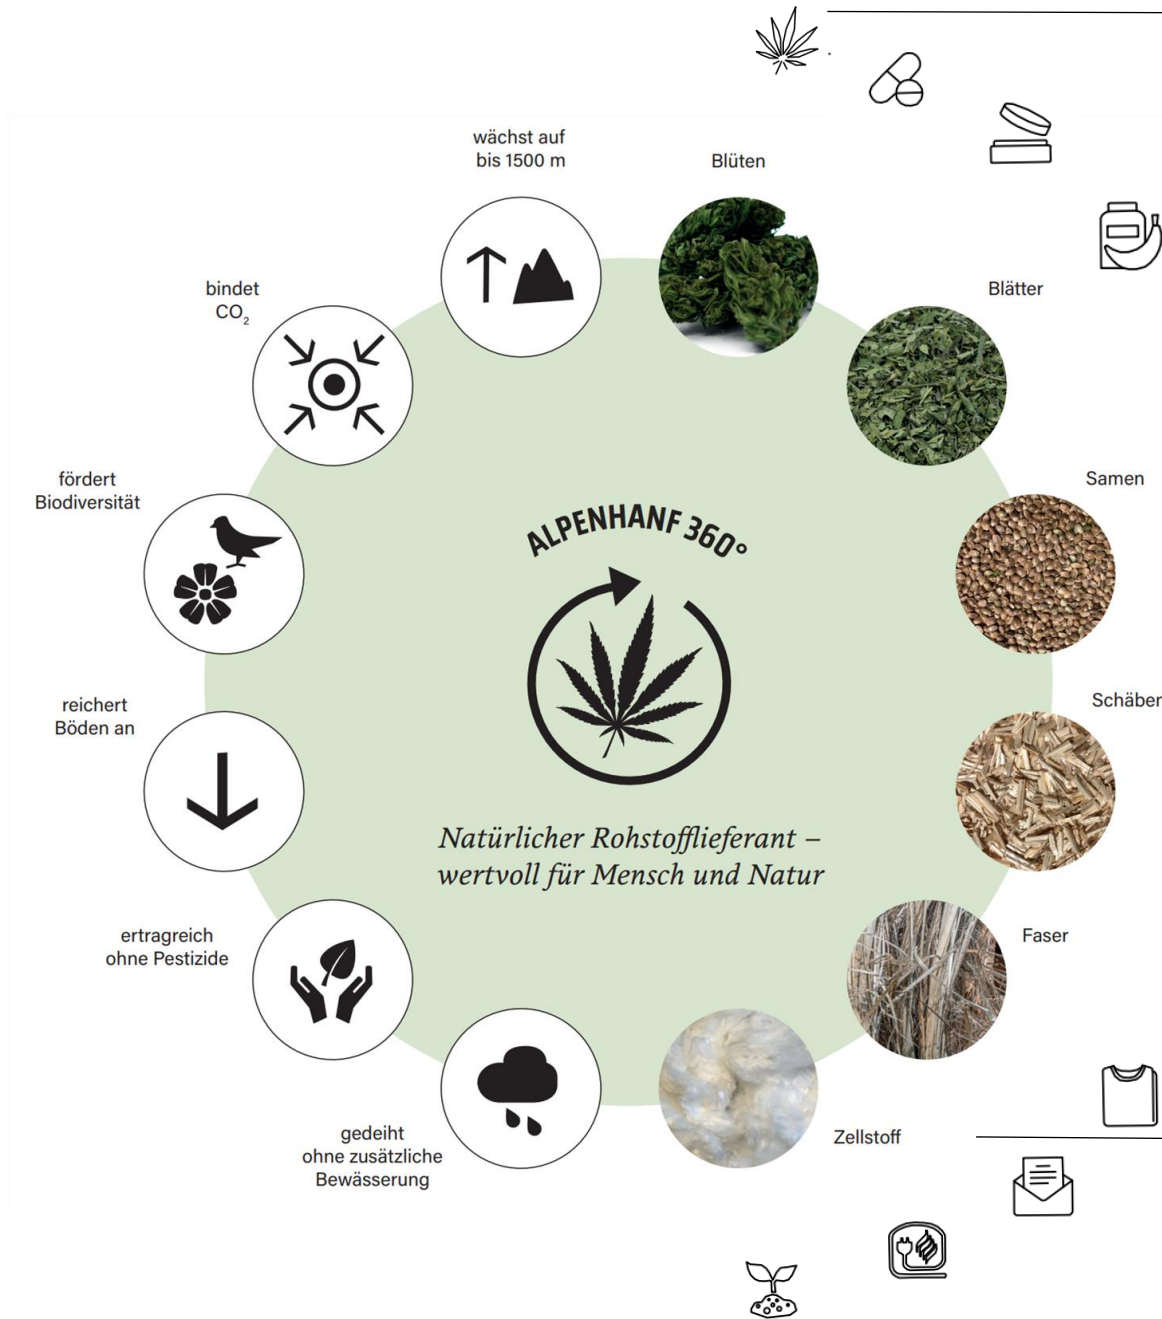 wächst auf
bis 1500 m
Blüten
bindet
CO₂
Blätter
fördert
Biodiversität
Samen
ALPENHANF 360°
reichert
Böden an
Schäben
Natürlicher Rohstofflieferant –
wertvoll für Mensch und Natur
ertragreich
ohne Pestizide
Faser
gedeiht
ohne zusätzliche
Bewässerung
Zellstoff